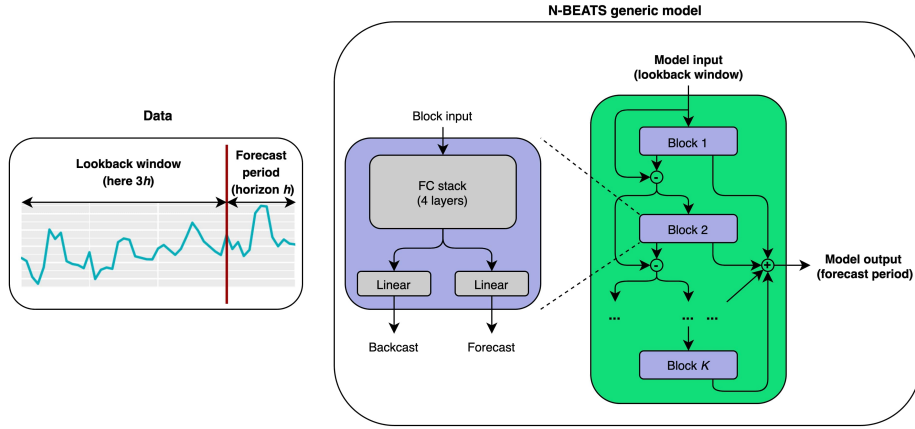 N-BEATS generic model
Data
Lookback window
(here 3h)
Forecast
period
(horizon h)
Block input
FC stack
(4 layers)
Linear
Linear
Backcast
Forecast
Model input
(lookback window)
Block 1
-
Block 2
-
+
...
...
...
Block K
Model output
(forecast period)